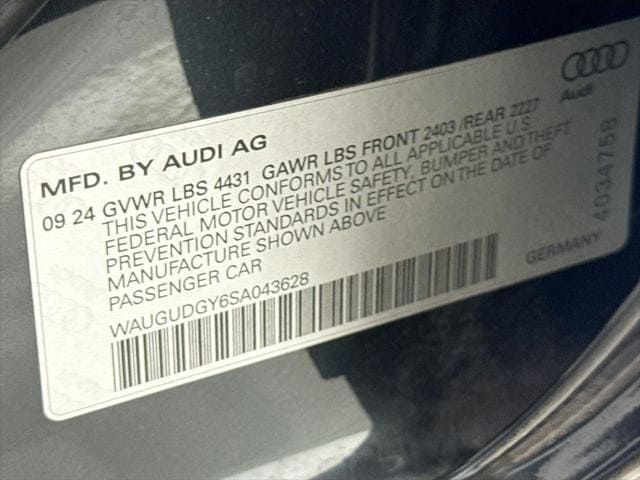 Audi
MFD. BY AUDI AG
09 24 GVWR LBS 4431 GAWR LBS FRONT 2403 /REAR 2227
THIS VEHICLE CONFORMS TO ALL APPLICABLE U.S.
FEDERAL MOTOR VEHICLE SAFETY, BUMPER AND THEFT
PREVENTION STANDARDS IN EFFECT ON THE DATE OF
MANUFACTURE SHOWN ABOVE
PASSENGER CAR
WAUGUDGY6SA043628
GERMANY
4034758